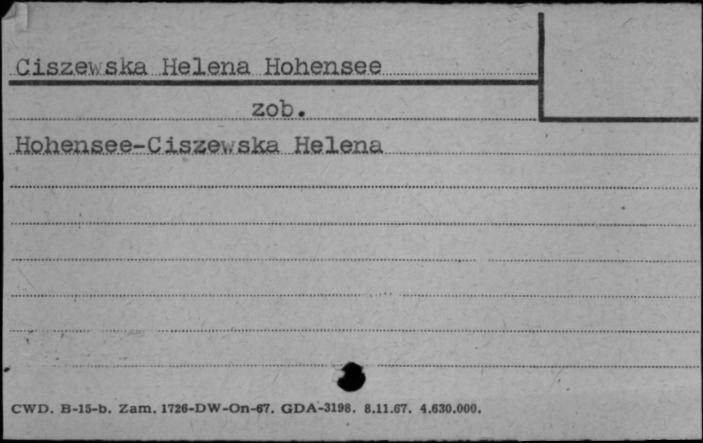 Ciszewska Helena Hohensee
zob.
Hohensee-Ciszewska Helena
CWD. B-15-b. Zam. 1726-DW-On-67. GDA-3198. 8.11.67. 4.630.000.